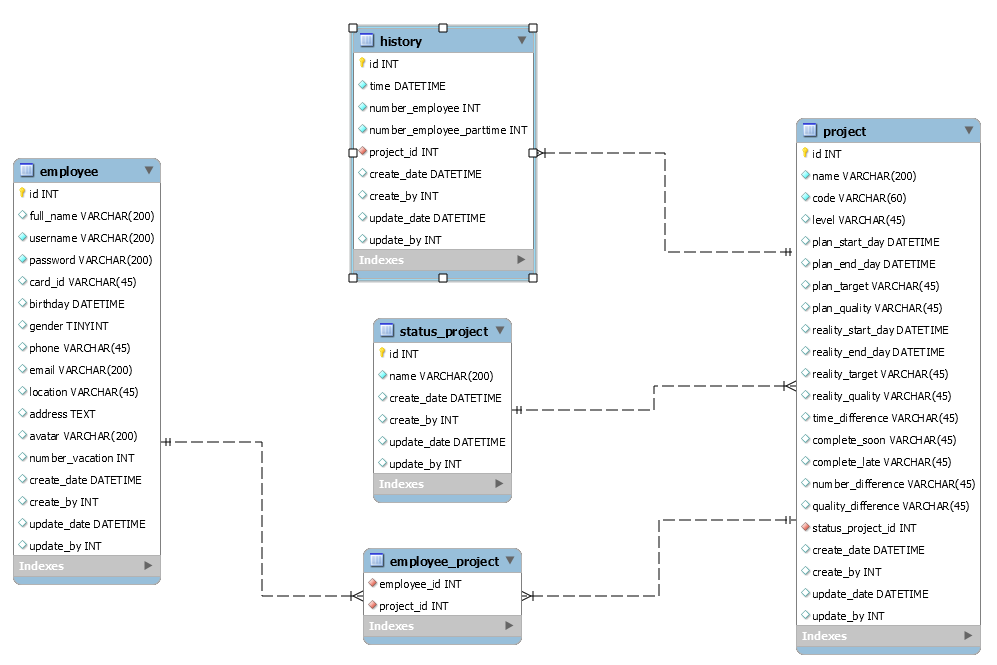 history
id INT
time DATETIME
number_employee INT
number_employee_parttime INT
project_id INT
create_date DATETIME
create_by INT
update_date DATETIME
update_by INT
Indexes
project
id INT
name VARCHAR(200)
code VARCHAR(60)
level VARCHAR(45)
plan_start_day DATETIME
plan_end_day DATETIME
plan_target VARCHAR(45)
plan_quality VARCHAR(45)
reality_start_day DATETIME
reality_end_day DATETIME
reality_target VARCHAR(45)
reality_quality VARCHAR(45)
time_difference VARCHAR(45)
complete_soon VARCHAR(45)
complete_late VARCHAR(45)
number_difference VARCHAR(45)
quality_difference VARCHAR(45)
status_project_id INT
create_date DATETIME
create_by INT
update_date DATETIME
update_by INT
Indexes
employee
id INT
full_name VARCHAR(200)
username VARCHAR(200)
password VARCHAR(200)
card_id VARCHAR(45)
birthday DATETIME
gender TINYINT
phone VARCHAR(45)
email VARCHAR(200)
location VARCHAR(45)
address TEXT
avatar VARCHAR(200)
number_vacation INT
create_date DATETIME
create_by INT
update_date DATETIME
update_by INT
Indexes
status_project
id INT
name VARCHAR(200)
create_date DATETIME
create_by INT
update_date DATETIME
update_by INT
Indexes
employee_project
employee_id INT
project_id INT
Indexes